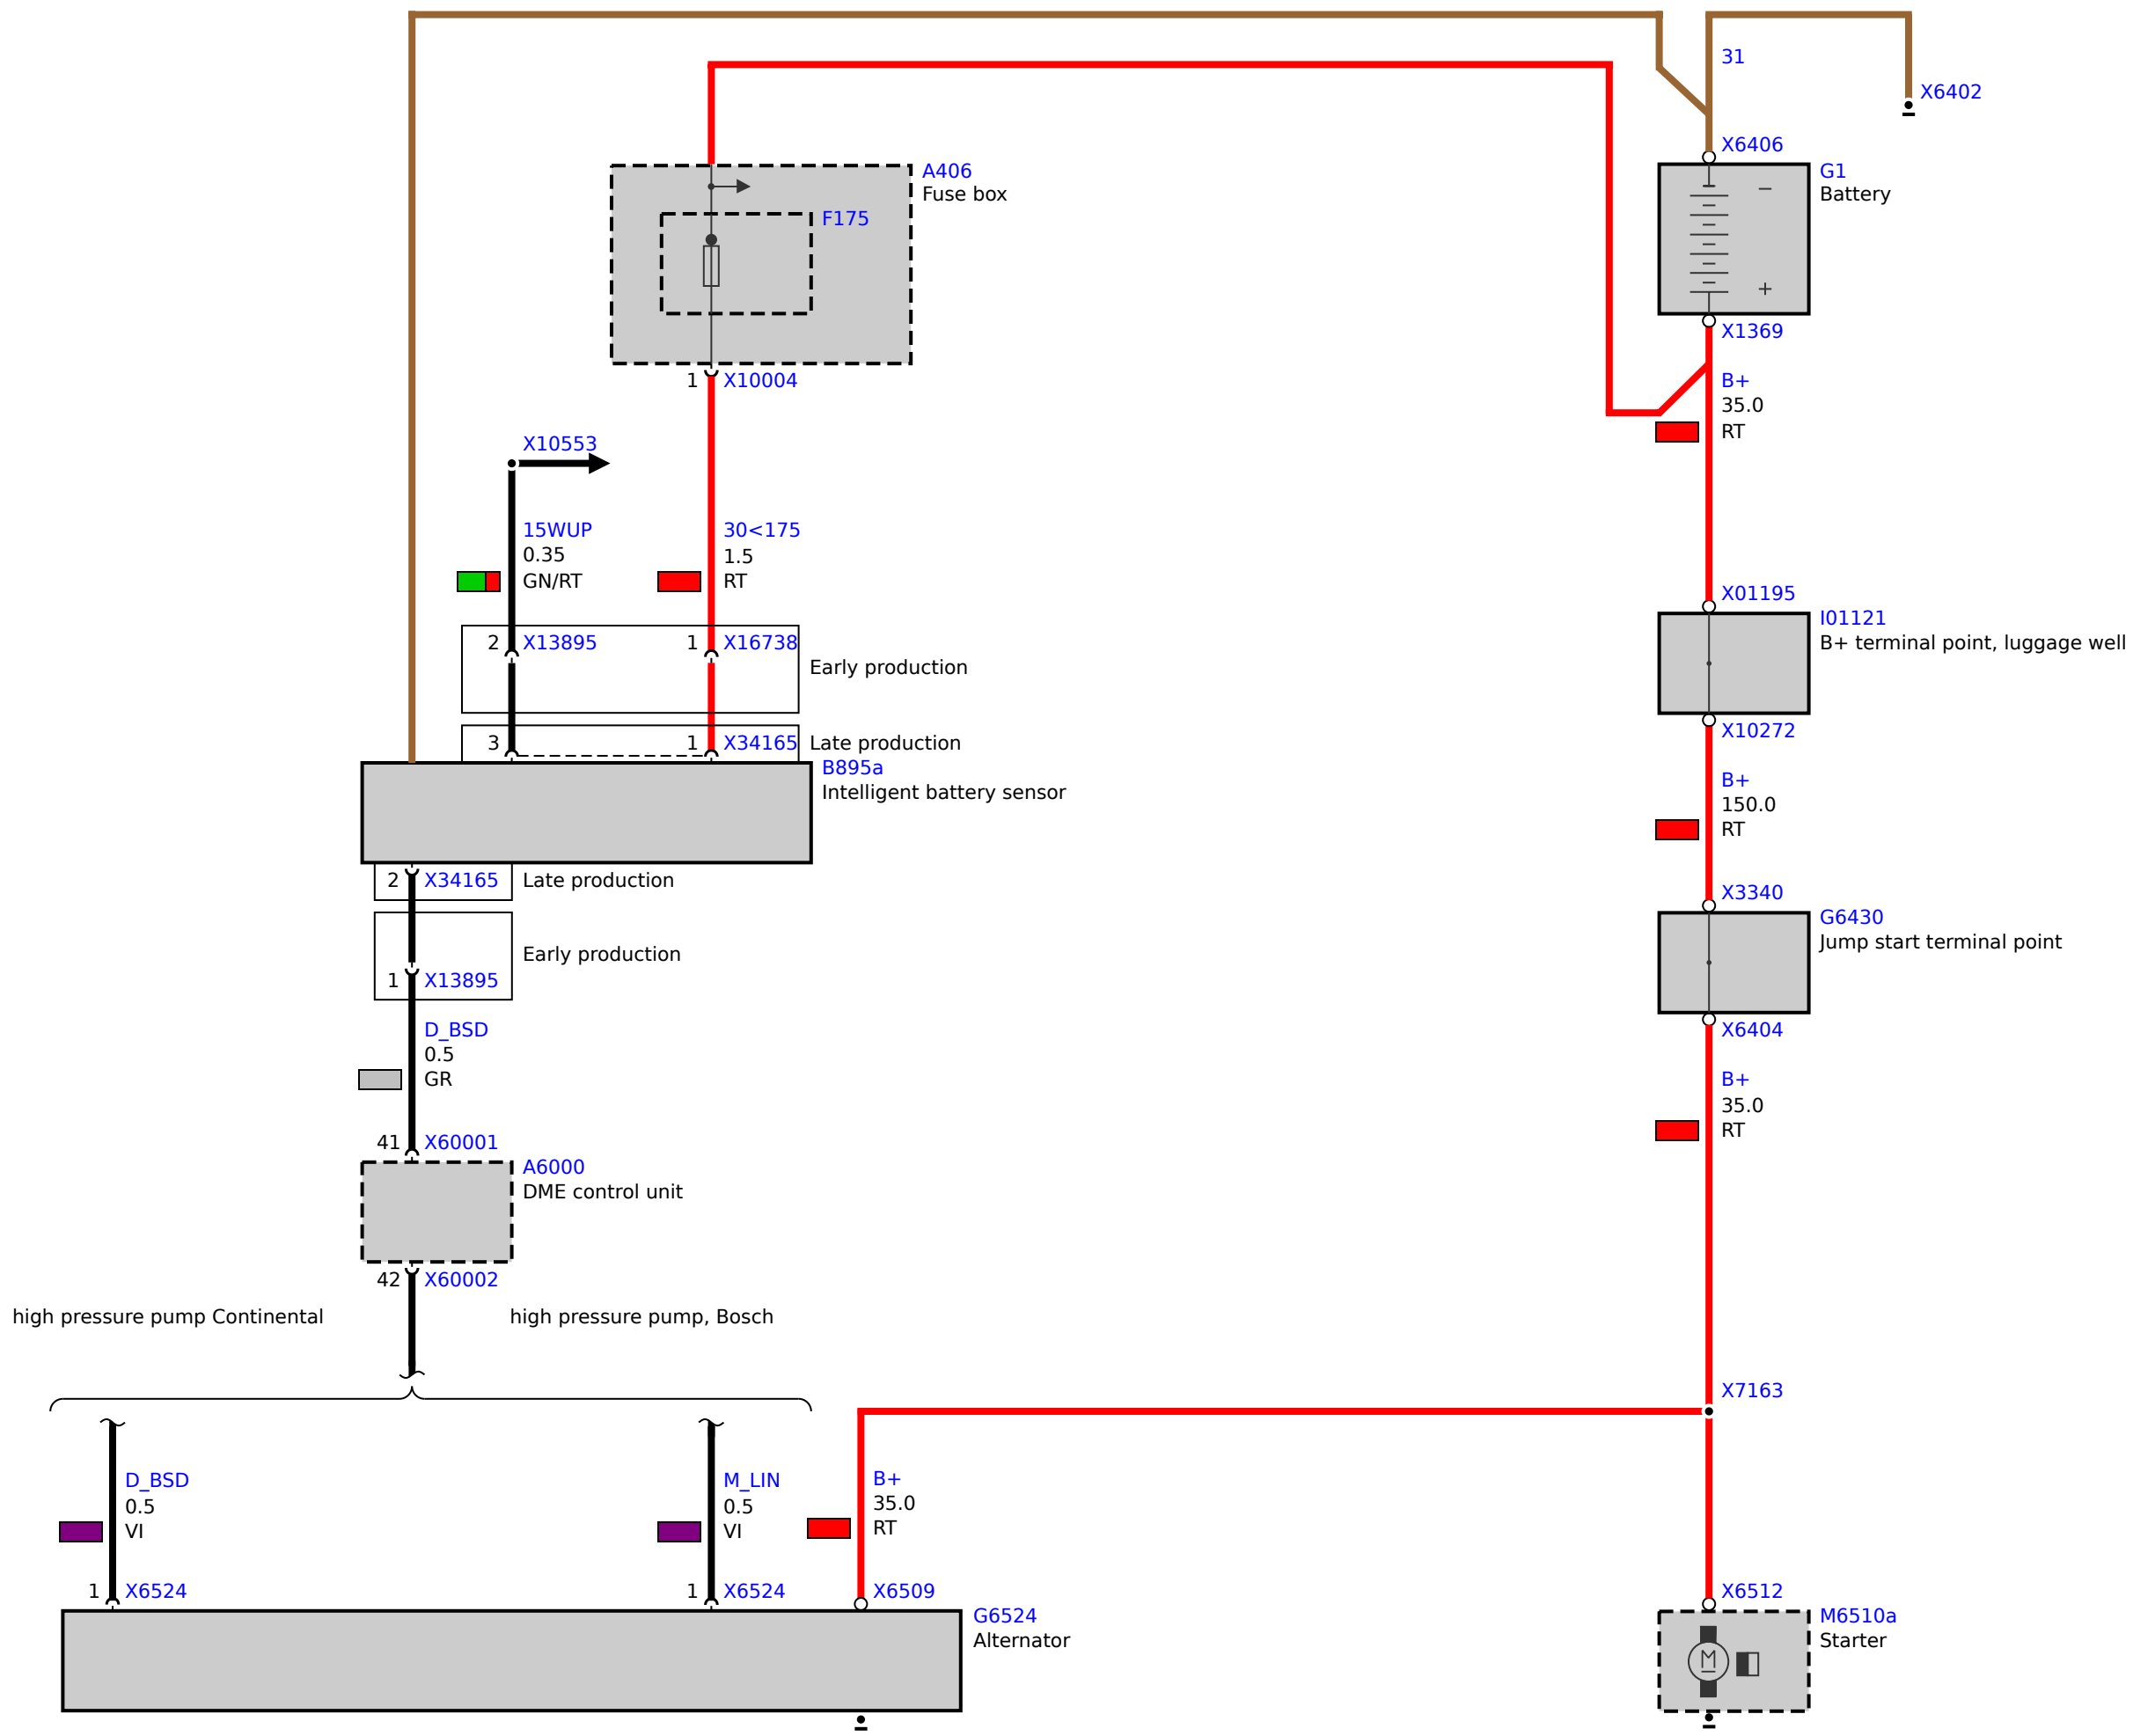 31
X6402
X6406
G1
Battery
−
+
X1369
A406
Fuse box
F175
1 X10004
B+
35.0
RT
X10553
15WUP
0.35
GN/RT
30<175
1.5
RT
X01195
I01121
B+ terminal point, luggage well
2 X13895
1 X16738
Early production
3
1 X34165
Late production
X10272
B895a
Intelligent battery sensor
B+
150.0
RT
2 X34165
Late production
X3340
G6430
Jump start terminal point
Early production
1 X13895
X6404
D_BSD
0.5
GR
B+
35.0
RT
41 X60001
A6000
DME control unit
42 X60002
high pressure pump Continental
high pressure pump, Bosch
X7163
D_BSD
0.5
VI
M_LIN
0.5
VI
B+
35.0
RT
1 X6524
1 X6524
X6509
X6512
G6524
Alternator
M6510a
Starter
M